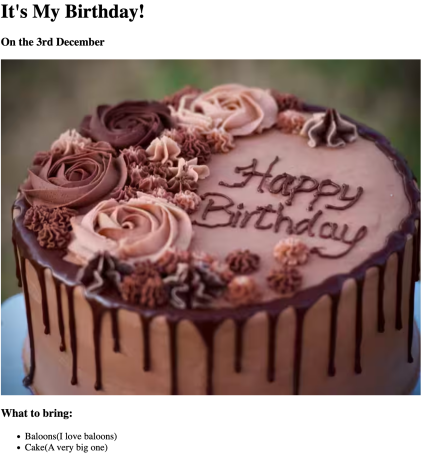 It's My Birthday!
On the 3rd December
Happy
Birthday
What to bring:
Baloons(I love baloons)
Cake(A very big one)